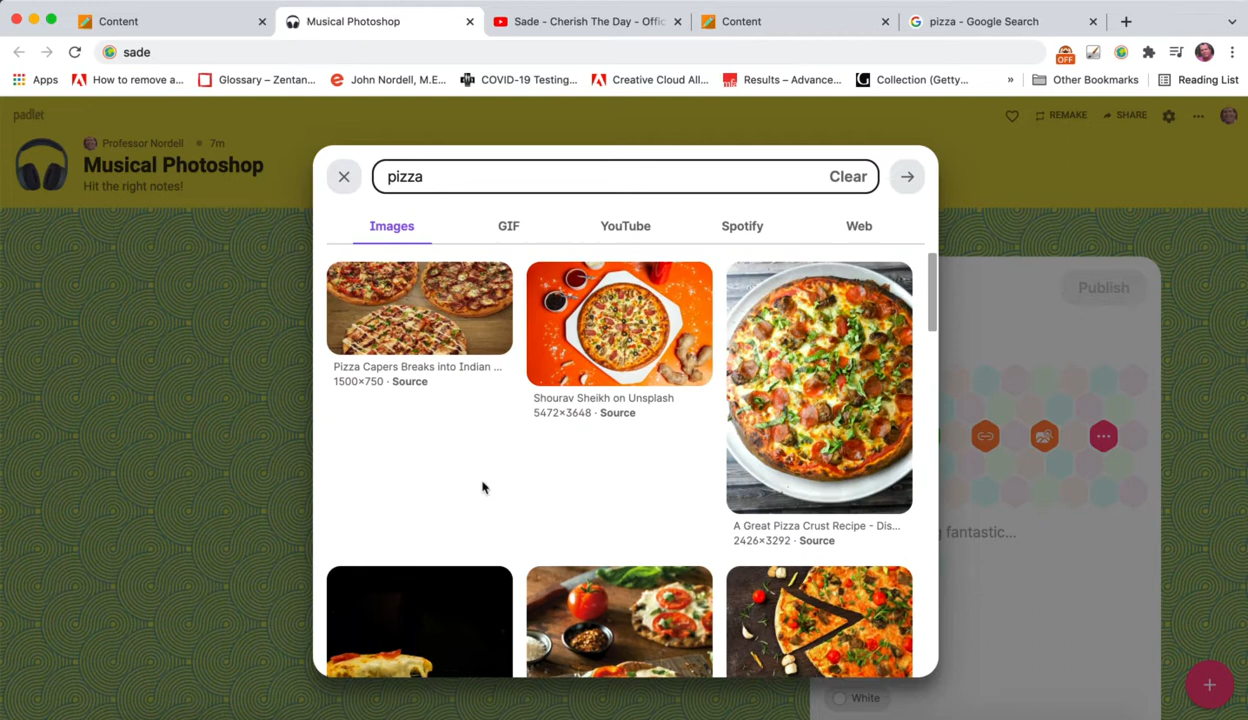 Content
Musical Photoshop
Sade - Cherish The Day - Offic
Content
pizza - Google Search
sade
OFF
Apps
How to remove a...
Glossary – Zentan...
John Nordell, M.E...
COVID-19 Testing...
Creative Cloud All...
Results – Advance...
Collection (Getty...
»
Other Bookmarks
Reading List
padlet
REMAKE
SHARE
Professor Nordell
7m
Musical Photoshop
Hit the right notes!
pizza
Clear
Images
GIF
YouTube
Spotify
Web
Publish
Pizza Capers Breaks into Indian ...
1500×750 · Source
Shourav Sheikh on Unsplash
5472×3648 · Source
A Great Pizza Crust Recipe - Dis...
2426×3292 · Source
g fantastic...
White